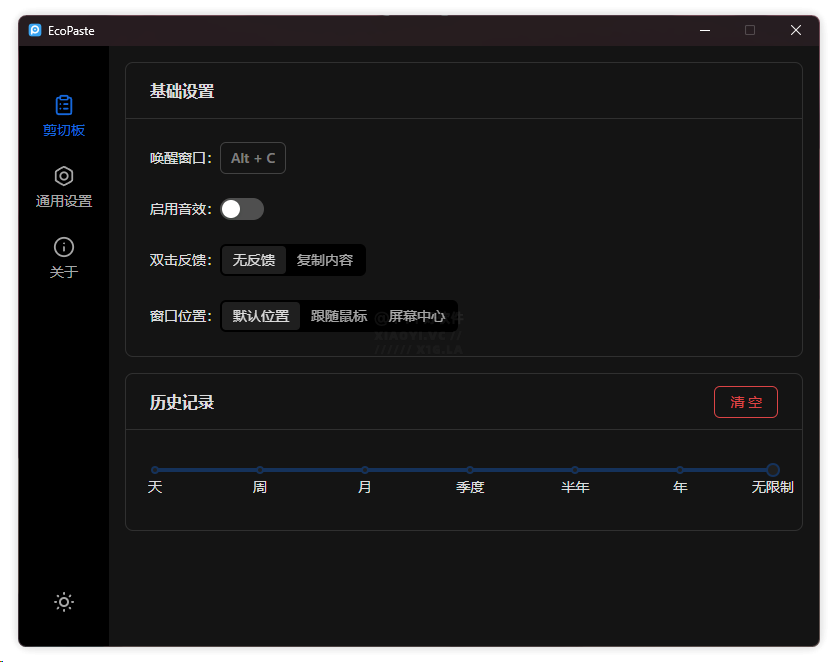 EcoPaste
剪切板
通用设置
关于
基础设置
唤醒窗口: Alt + C
启用音效:
双击反馈: 无反馈 复制内容
窗口位置: 默认位置 跟随鼠标 屏幕中心
历史记录 清 空
天 周 月 季度 半年 年 无限制